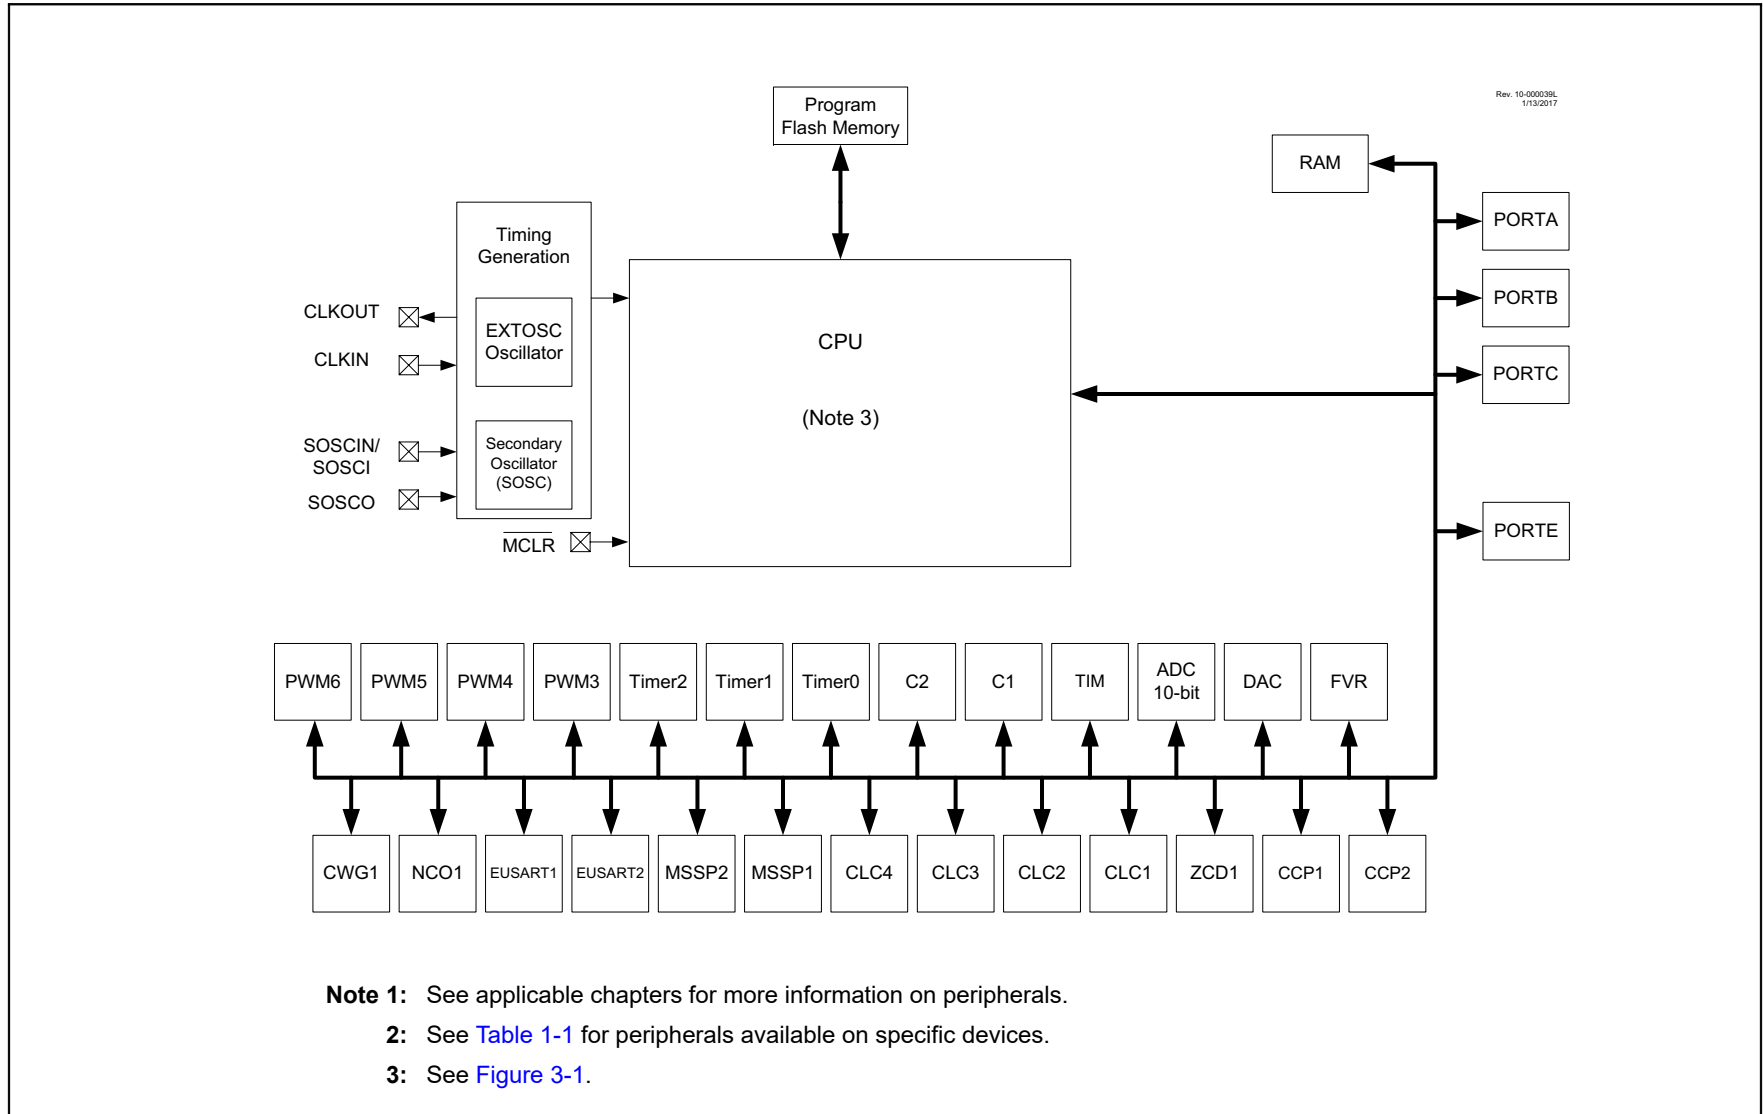 Rev. 10-000039L
1/13/2017
Program
Flash Memory
RAM
PORTA
PORTB
PORTC
PORTE
Timing
Generation
EXTOSC
Oscillator
Secondary
Oscillator
(SOSC)
CLKOUT
CLKIN
SOSCIN/
SOSCI
SOSCO
MCLR
CPU
(Note 3)
PWM6
PWM5
PWM4
PWM3
Timer2
Timer1
Timer0
C2
C1
TIM
ADC
10-bit
DAC
FVR
CWG1
NCO1
EUSART1
EUSART2
MSSP2
MSSP1
CLC4
CLC3
CLC2
CLC1
ZCD1
CCP1
CCP2
Note 1: See applicable chapters for more information on peripherals.
2: See Table 1-1 for peripherals available on specific devices.
3: See Figure 3-1.